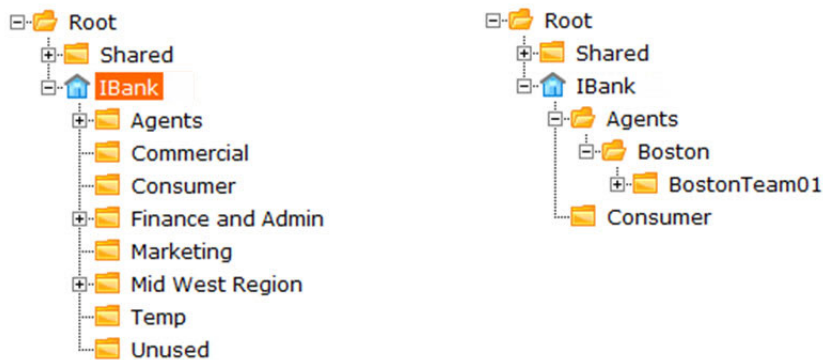 Root
Shared
IBank
Agents
Commercial
Consumer
Finance and Admin
Marketing
Mid West Region
Temp
Unused
Root
Shared
IBank
Agents
Boston
BostonTeam01
Consumer